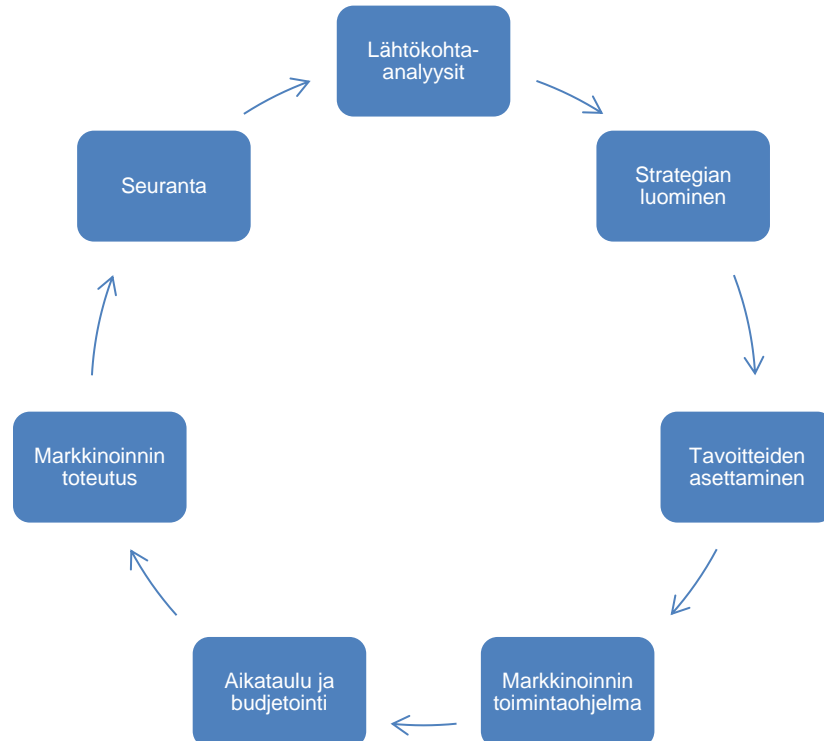 Lähtökohta-
analyysit
Strategian
luominen
Tavoitteiden
asettaminen
Markkinoinnin
toimintaohjelma
Aikataulu ja
budjetointi
Markkinoinnin
toteutus
Seuranta